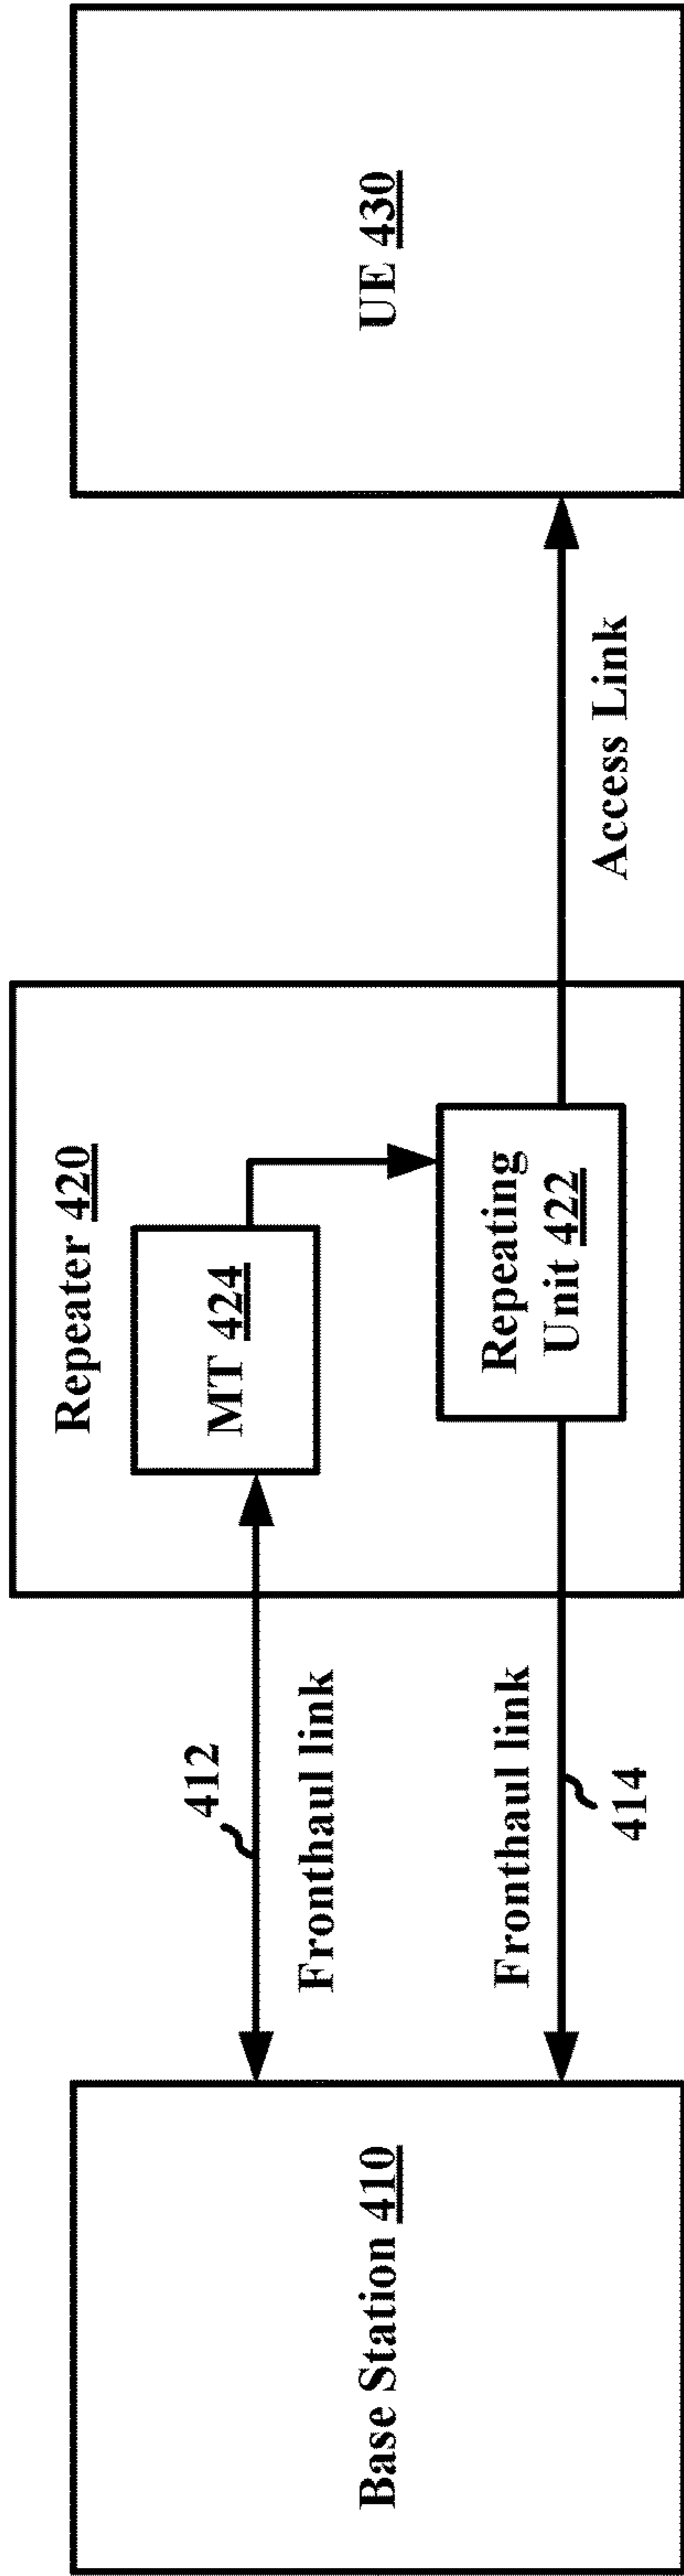 Base Station 410
412
Fronthaul link
Fronthaul link
414
Repeater 420
MT 424
Repeating
Unit 422
Access Link
UE 430